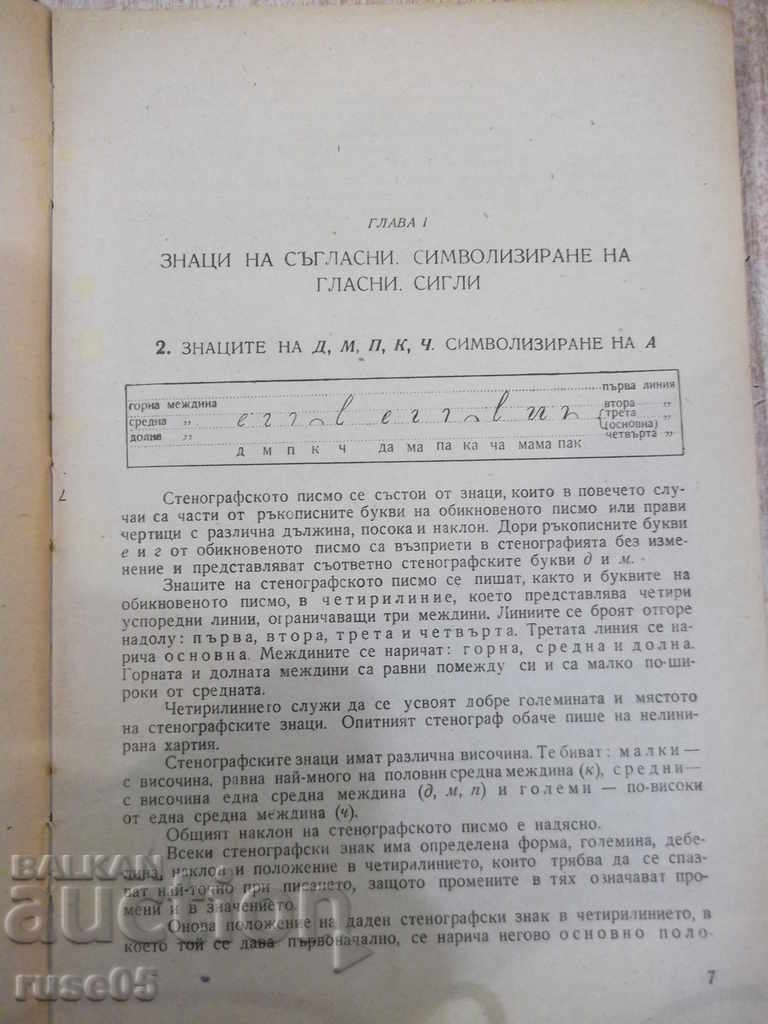 ГЛАВА I
ЗНАЦИ НА СЪГЛАСНИ. СИМВОЛИЗИРАНЕ НА
ГЛАСНИ. СИГЛИ
2. ЗНАЦИТЕ НА Д, М, П, К, Ч. СИМВОЛИЗИРАНЕ НА А
първа линия
горна междина втора „
средна „ трета „
(основна)
долна „ четвърта „
д м п к ч да ма па ка ча мама пак
Стенографското писмо се състои от знаци, които в повечето слу-
чаи са части от ръкописните букви на обикновеното писмо или прави
чертици с различна дължина, посока и наклон. Дори ръкописните букви
е и г от обикновеното писмо са възприети в стенографията без изме-
нение и представляват съответно стенографските букви д и м.
Знаците на стенографското писмо се пишат, както и буквите на
обикновеното писмо, в четирилиние, което представлява четири
успоредни линии, ограничаващи три междини. Линиите се броят отгоре
надолу: първа, втора, трета и четвърта. Третата линия се на-
рича основна. Междините се наричат: горна, средна и долна.
Горната и долната междини са равни помежду си и са малко по-ши-
роки от средната.
Четирилинието служи да се усвоят добре големината и мястото
на стенографските знаци. Опитният стенограф обаче пише на нелини-
рана хартия.
Стенографските знаци имат различна височина. Те биват: малки —
с височина, равна най-много на половин средна междина (к), средни —
с височина една средна междина (д, м, п) и големи — по-високи
от една средна междина (ч).
Общият наклон на стенографското писмо е надясно.
Всеки стенографски знак има определена форма, големина, дебе-
лина, наклон и положение в четирилинието, които трябва да се спаз-
ват най-точно при писането, защото промените в тях означават про-
мени и в значението.
Онова положение на даден стенографски знак в четирилинието, в
което той се дава първоначално, се нарича негово основно поло-
7
BALKAN
auction
ruse05